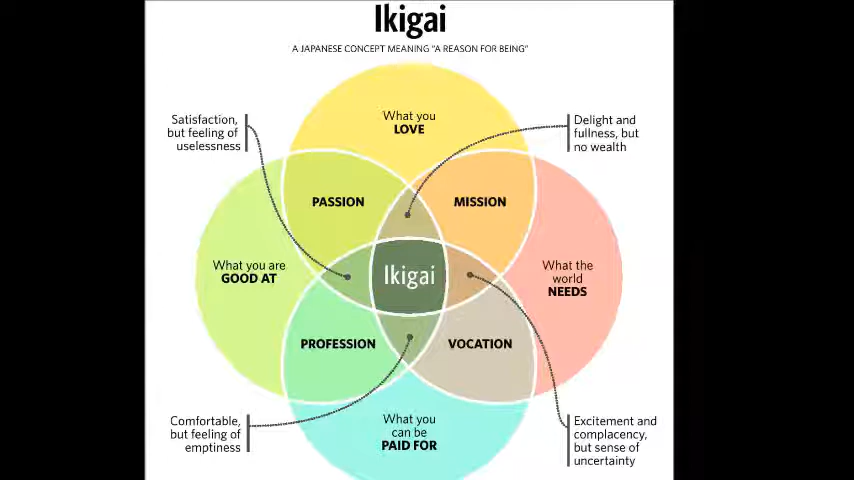 Ikigai
A JAPANESE CONCEPT MEANING "A REASON FOR BEING"
Satisfaction,
but feeling of
uselessness
What you
LOVE
Delight and
fullness, but
no wealth
PASSION
MISSION
What you are
GOOD AT
Ikigai
What the
world
NEEDS
PROFESSION
VOCATION
Comfortable,
but feeling of
emptiness
What you
can be
PAID FOR
Excitement and
complacency,
but sense of
uncertainty